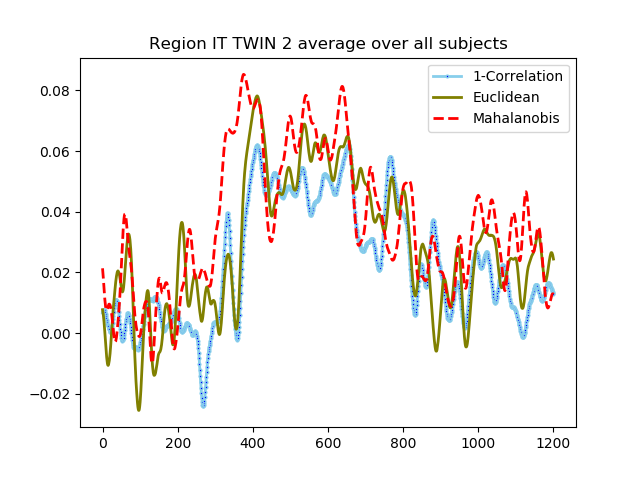 Region IT TWIN 2 average over all subjects
1-Correlation
Euclidean
Mahalanobis
0.08
0.06
0.04
0.02
0.00
−0.02
0 200 400 600 800 1000 1200